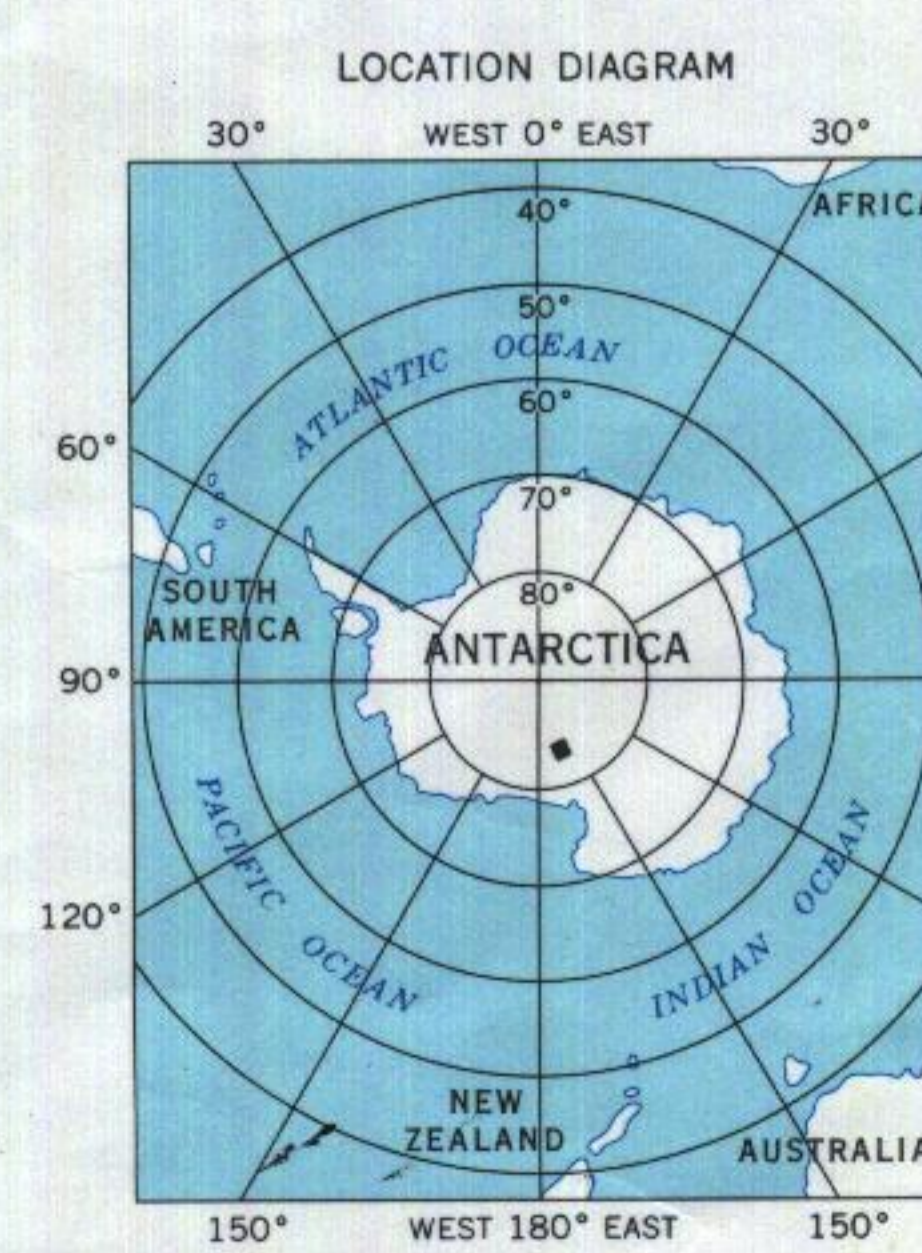 LOCATION DIAGRAM
30° WEST 0° EAST 30°
AFRICA
40°
50°
ATLANTIC OCEAN
60°
60°
70°
80°
SOUTH
AMERICA
ANTARCTICA
90°
PACIFIC OCEAN
INDIAN OCEAN
120°
NEW
ZEALAND
AUSTRALIA
150° WEST 180° EAST 150°